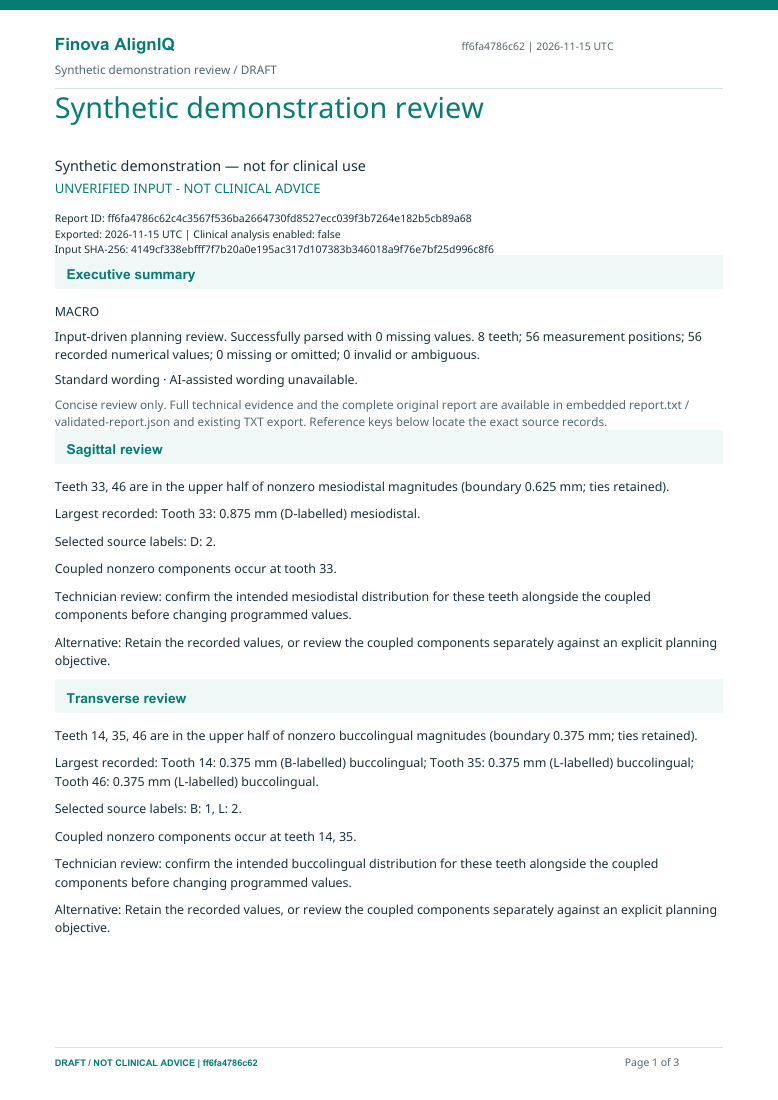 Finova AlignIQ
ff6fa4786c62 | 2026-11-15 UTC
Synthetic demonstration review / DRAFT
Synthetic demonstration review
Synthetic demonstration — not for clinical use
UNVERIFIED INPUT - NOT CLINICAL ADVICE
Report ID: ff6fa4786c62c4c3567f536ba2664730fd8527ecc039f3b7264e182b5cb89a68
Exported: 2026-11-15 UTC | Clinical analysis enabled: false
Input SHA-256: 4149cf338ebfff7f7b20a0e195ac317d107383b346018a9f76e7bf25d996c8f6
Executive summary
MACRO
Input-driven planning review. Successfully parsed with 0 missing values. 8 teeth; 56 measurement positions; 56
recorded numerical values; 0 missing or omitted; 0 invalid or ambiguous.
Standard wording · AI-assisted wording unavailable.
Concise review only. Full technical evidence and the complete original report are available in embedded report.txt /
validated-report.json and existing TXT export. Reference keys below locate the exact source records.
Sagittal review
Teeth 33, 46 are in the upper half of nonzero mesiodistal magnitudes (boundary 0.625 mm; ties retained).
Largest recorded: Tooth 33: 0.875 mm (D-labelled) mesiodistal.
Selected source labels: D: 2.
Coupled nonzero components occur at tooth 33.
Technician review: confirm the intended mesiodistal distribution for these teeth alongside the coupled
components before changing programmed values.
Alternative: Retain the recorded values, or review the coupled components separately against an explicit planning
objective.
Transverse review
Teeth 14, 35, 46 are in the upper half of nonzero buccolingual magnitudes (boundary 0.375 mm; ties retained).
Largest recorded: Tooth 14: 0.375 mm (B-labelled) buccolingual; Tooth 35: 0.375 mm (L-labelled) buccolingual;
Tooth 46: 0.375 mm (L-labelled) buccolingual.
Selected source labels: B: 1, L: 2.
Coupled nonzero components occur at teeth 14, 35.
Technician review: confirm the intended buccolingual distribution for these teeth alongside the coupled
components before changing programmed values.
Alternative: Retain the recorded values, or review the coupled components separately against an explicit planning
objective.
DRAFT / NOT CLINICAL ADVICE | ff6fa4786c62
Page 1 of 3